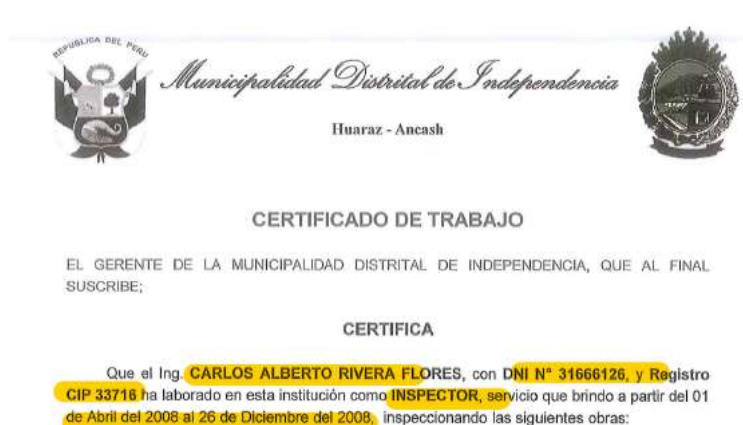 REPUBLICA DEL PERU
Municipalidad Distrital de Independencia
Huaraz - Ancash
CERTIFICADO DE TRABAJO
EL GERENTE DE LA MUNICIPALIDAD DISTRITAL DE INDEPENDENCIA, QUE AL FINAL
SUSCRIBE;
CERTIFICA
Que el Ing. CARLOS ALBERTO RIVERA FLORES, con DNI N° 31666126, y Registro
CIP 33716 ha laborado en esta institución como INSPECTOR, servicio que brindo a partir del 01
de Abril del 2008 al 26 de Diciembre del 2008, inspeccionando las siguientes obras: